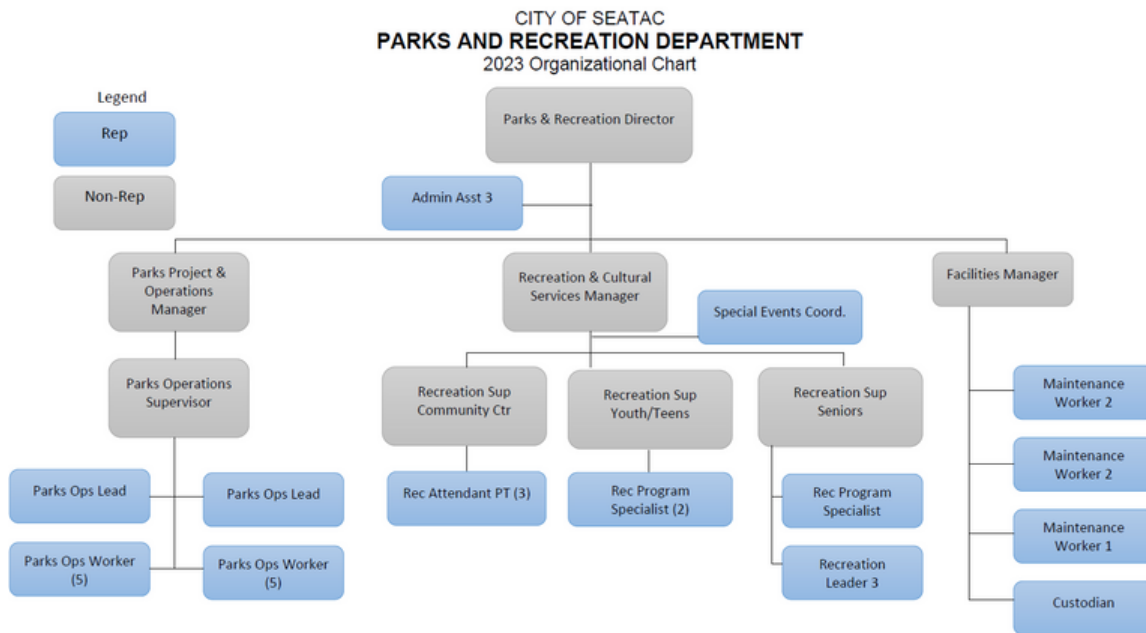 CITY OF SEATAC
PARKS AND RECREATION DEPARTMENT
2023 Organizational Chart
Legend
Rep
Non-Rep
Parks & Recreation Director
Admin Asst 3
Parks Project &
Operations
Manager
Recreation & Cultural
Services Manager
Facilities Manager
Special Events Coord.
Parks Operations
Supervisor
Recreation Sup
Community Ctr
Recreation Sup
Youth/Teens
Recreation Sup
Seniors
Maintenance
Worker 2
Maintenance
Worker 2
Maintenance
Worker 1
Custodian
Parks Ops Lead
Parks Ops Lead
Parks Ops Worker
(5)
Parks Ops Worker
(5)
Rec Attendant PT (3)
Rec Program
Specialist (2)
Rec Program
Specialist
Recreation
Leader 3